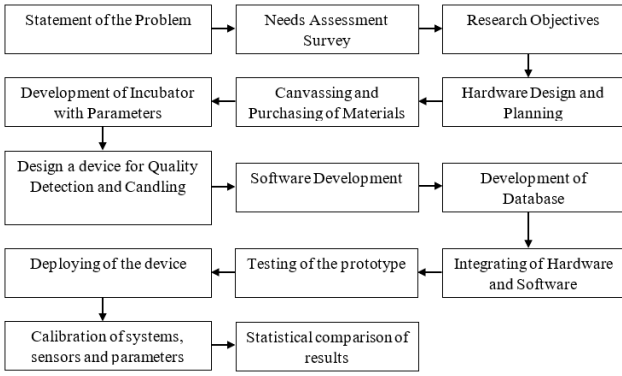 Statement of the Problem
Needs Assessment
Survey
Research Objectives
Hardware Design and
Planning
Canvassing and
Purchasing of Materials
Development of Incubator
with Parameters
Design a device for Quality
Detection and Candling
Software Development
Development of
Database
Integrating of Hardware
and Software
Testing of the prototype
Deploying of the device
Calibration of systems,
sensors and parameters
Statistical comparison of
results